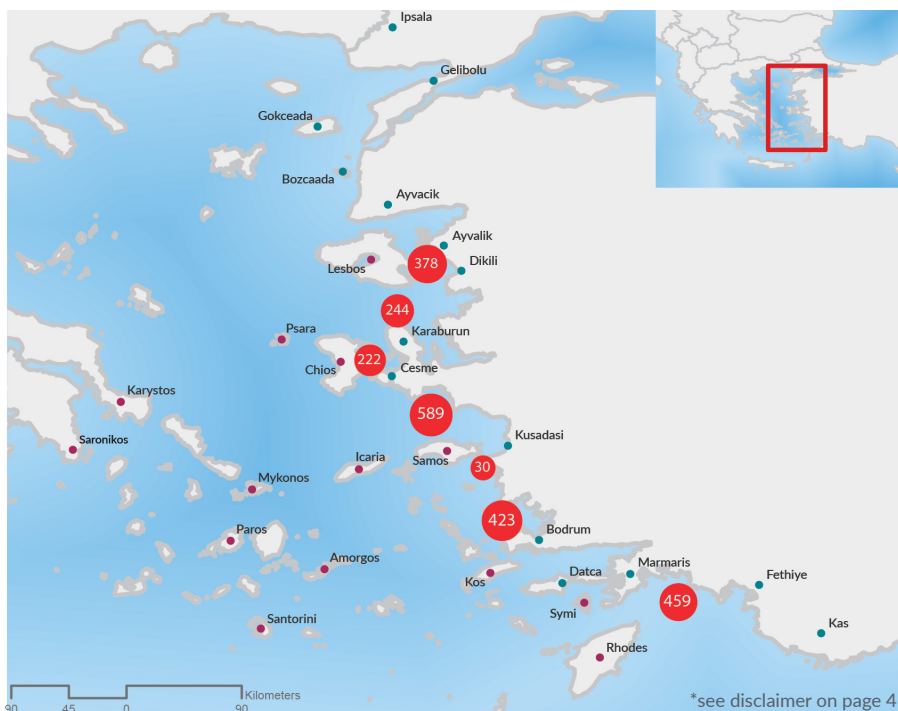 Ipsala
Gelibolu
Gokceada
Bozcaada
Ayvacik
Ayvalik
378
Lesbos
Dikili
244
Psara
Karaburun
222
Chios
Cesme
Karystos
589
Saronikos
Kusadasi
Samos
Icaria
30
Mykonos
423
Paros
Bodrum
Amorgos
Marmaris
Kos
Datca
Fethiye
459
Symi
Santorini
Kas
Rhodes
Kilometers
90 45 0 90
*see disclaimer on page 4